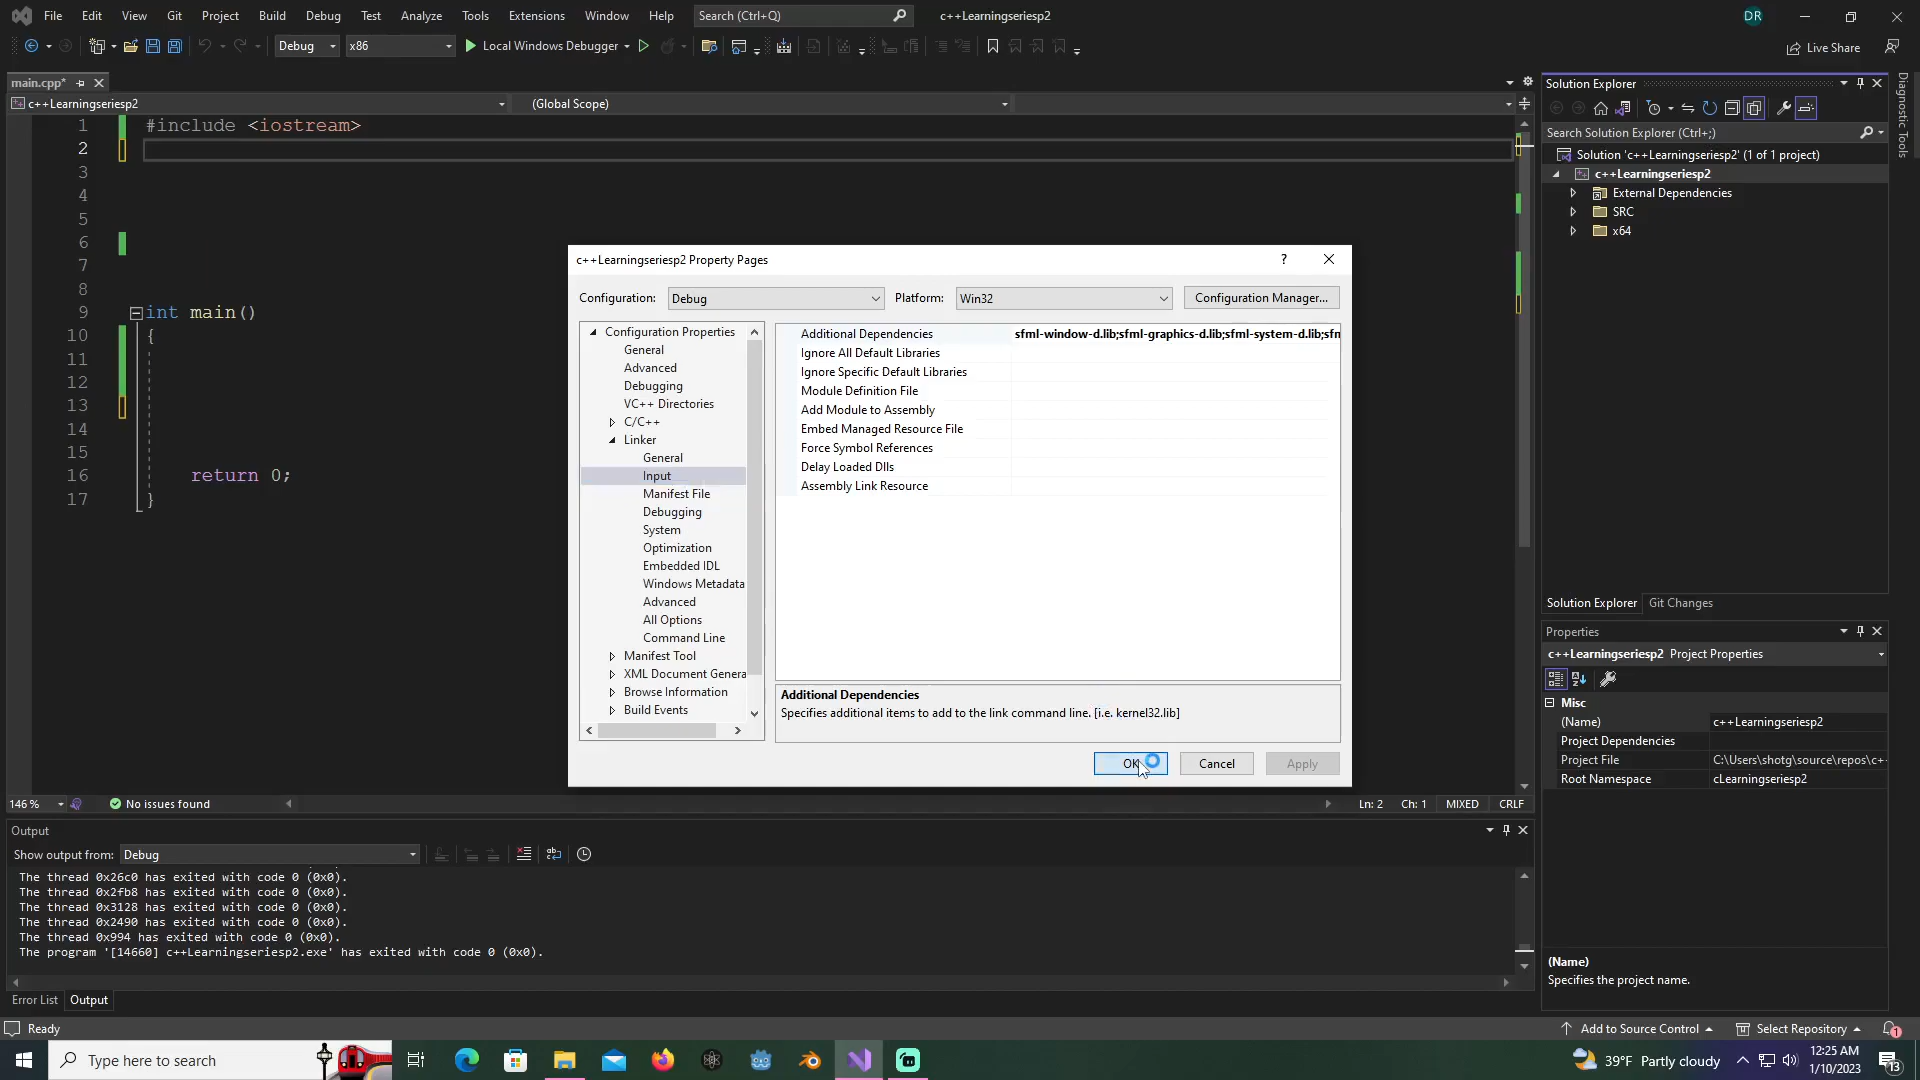 File Edit View Git Project Build Debug Test Analyze Tools Extensions Window Help Search (Ctrl+Q) c++Learningseriesp2 DR
Debug x86 Local Windows Debugger Live Share
main.cpp*
c++Learningseriesp2 (Global Scope)
1 #include <iostream>
2
3
4
5
6
7
8
9 int main()
10 {
11
12
13
14
15
16 return 0;
17 }
146 % No issues found Ln: 2 Ch: 1 MIXED CRLF
c++Learningseriesp2 Property Pages ?
Configuration: Debug Platform: Win32 Configuration Manager...
Configuration Properties
General
Advanced
Debugging
VC++ Directories
C/C++
Linker
General
Input
Manifest File
Debugging
System
Optimization
Embedded IDL
Windows Metadata
Advanced
All Options
Command Line
Manifest Tool
XML Document Genera
Browse Information
Build Events
Additional Dependencies sfml-window-d.lib;sfml-graphics-d.lib;sfml-system-d.lib;sfm
Ignore All Default Libraries
Ignore Specific Default Libraries
Module Definition File
Add Module to Assembly
Embed Managed Resource File
Force Symbol References
Delay Loaded Dlls
Assembly Link Resource
Additional Dependencies
Specifies additional items to add to the link command line. [i.e. kernel32.lib]
OK Cancel Apply
Solution Explorer
Search Solution Explorer (Ctrl+;)
Solution 'c++Learningseriesp2' (1 of 1 project)
c++Learningseriesp2
External Dependencies
SRC
x64
Solution Explorer Git Changes
Diagnostic Tools
Properties
c++Learningseriesp2 Project Properties
Misc
(Name) c++Learningseriesp2
Project Dependencies
Project File C:\Users\shotg\source\repos\c+
Root Namespace cLearningseriesp2
(Name)
Specifies the project name.
Output
Show output from: Debug
The thread 0x26c0 has exited with code 0 (0x0).
The thread 0x2fb8 has exited with code 0 (0x0).
The thread 0x3128 has exited with code 0 (0x0).
The thread 0x2490 has exited with code 0 (0x0).
The thread 0x994 has exited with code 0 (0x0).
The program '[14660] c++Learningseriesp2.exe' has exited with code 0 (0x0).
Error List Output
Ready Add to Source Control Select Repository 1
Type here to search 39°F Partly cloudy 12:25 AM 13
1/10/2023